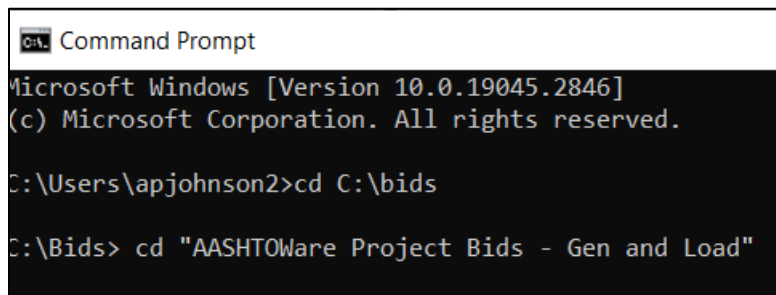 C:\. Command Prompt
Microsoft Windows [Version 10.0.19045.2846]
(c) Microsoft Corporation. All rights reserved.
C:\Users\apjohnson2>cd C:\bids
C:\Bids> cd "AASHTOWare Project Bids - Gen and Load"